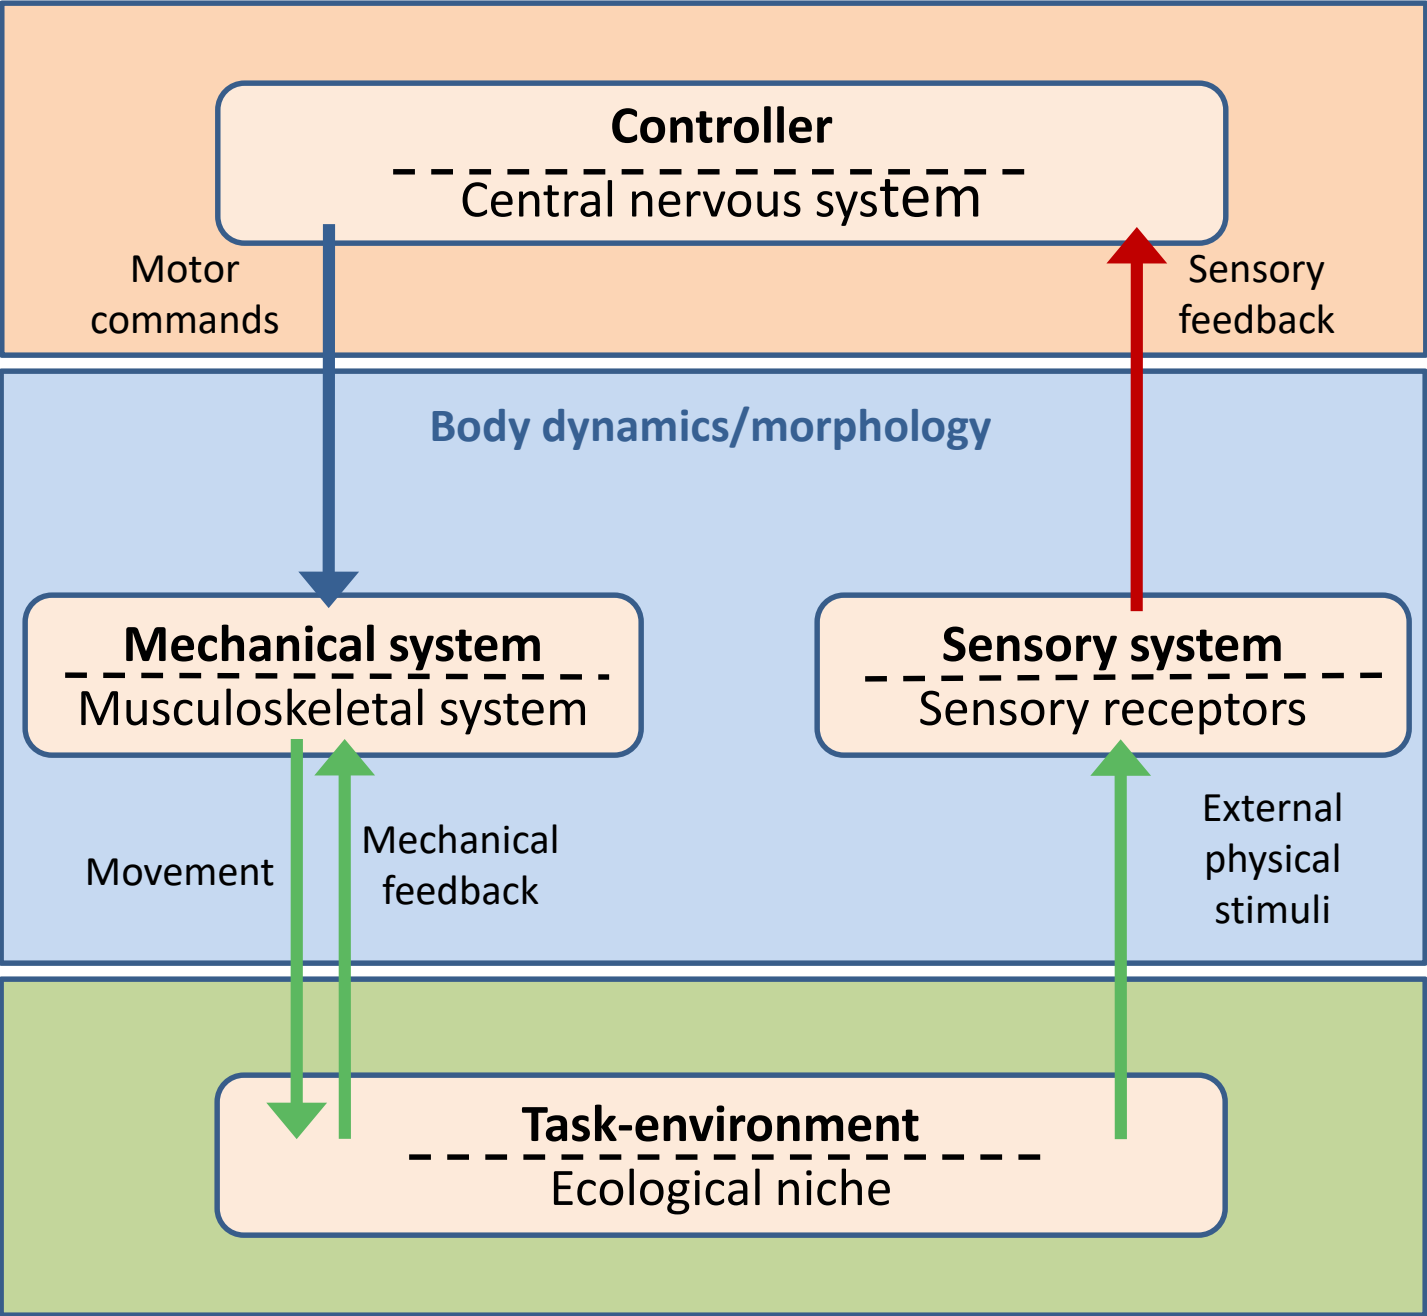 Controller
Central nervous system
Motor
commands
Sensory
feedback
Body dynamics/morphology
Mechanical system
Musculoskeletal system
Sensory system
Sensory receptors
Movement
Mechanical
feedback
External
physical
stimuli
Task-environment
Ecological niche